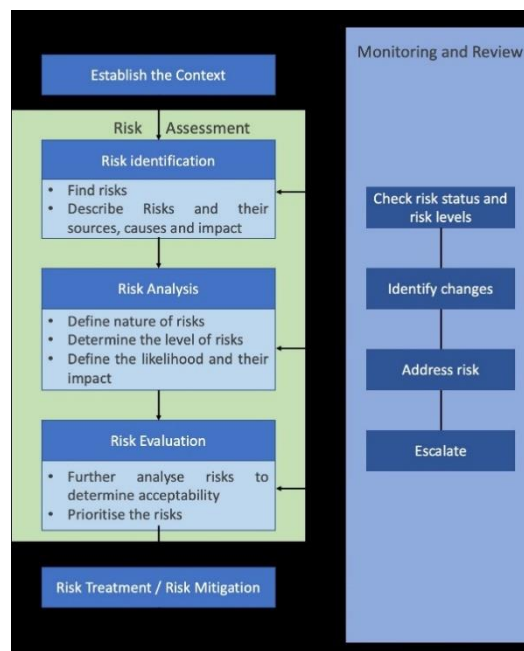 Establish the Context
Risk Assessment
Risk identification
• Find risks
• Describe Risks and their
sources, causes and impact
Risk Analysis
• Define nature of risks
• Determine the level of risks
• Define the likelihood and their
impact
Risk Evaluation
• Further analyse risks to
determine acceptability
• Prioritise the risks
Risk Treatment / Risk Mitigation
Monitoring and Review
Check risk status and
risk levels
Identify changes
Address risk
Escalate